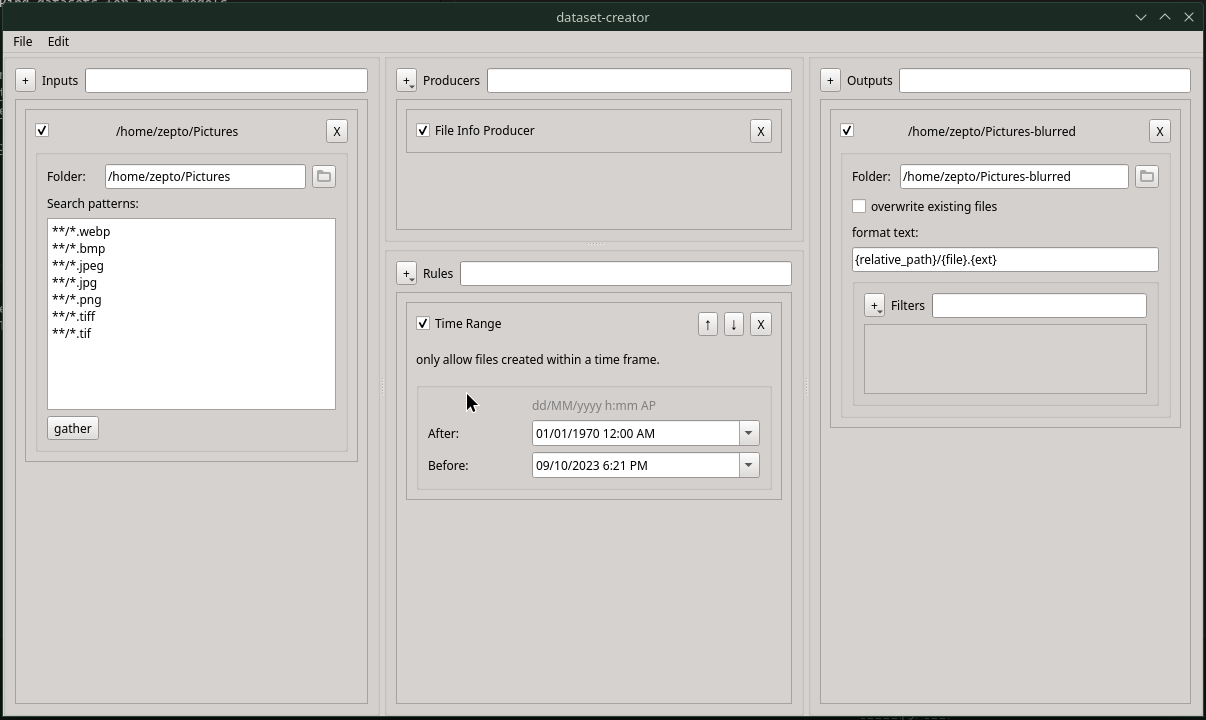 dataset-creator
File Edit
+ Inputs
/home/zepto/Pictures X
Folder: /home/zepto/Pictures
Search patterns:
**/*.webp
**/*.bmp
**/*.jpeg
**/*.jpg
**/*.png
**/*.tiff
**/*.tif
gather
+ Producers
File Info Producer X
+ Rules
Time Range ↑ ↓ X
only allow files created within a time frame.
dd/MM/yyyy h:mm AP
After: 01/01/1970 12:00 AM
Before: 09/10/2023 6:21 PM
+ Outputs
/home/zepto/Pictures-blurred X
Folder: /home/zepto/Pictures-blurred
overwrite existing files
format text:
{relative_path}/{file}.{ext}
+ Filters